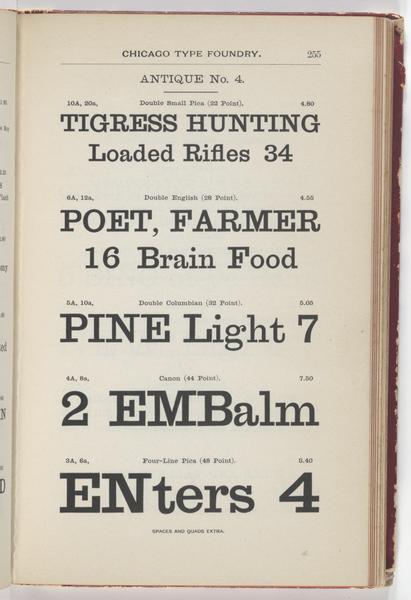 CHICAGO TYPE FOUNDRY. 255
ANTIQUE No. 4.
10A, 20a, Double Small Pica (22 Point). 4.80
TIGRESS HUNTING
Loaded Rifles 34
6A, 12a, Double English (28 Point). 4.55
POET, FARMER
16 Brain Food
5A, 10a, Double Columbian (32 Point). 5.05
PINE Light 7
4A, 8a, Canon (44 Point). 7.50
2 EMBalm
3A, 6a, Four-Line Pica (48 Point). 8.40
ENters 4
SPACES AND QUADS EXTRA.